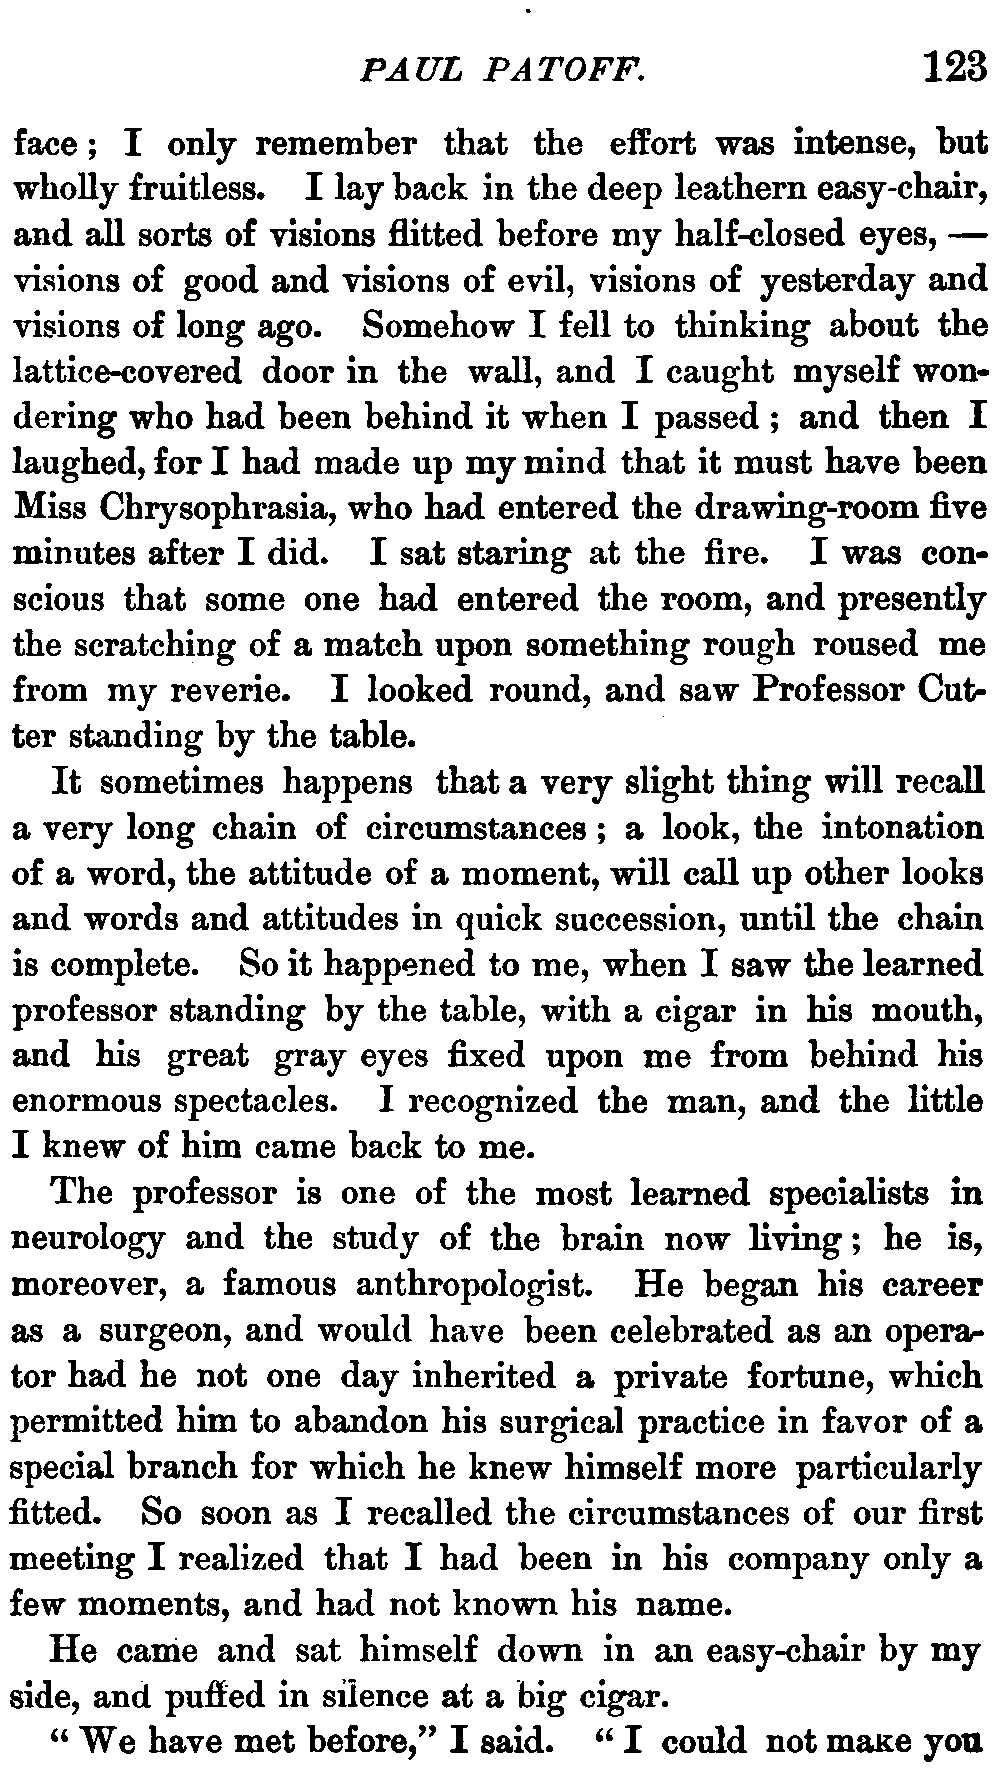 PAUL PATOFF. 123
face ; I only remember that the effort was intense, but
wholly fruitless. I lay back in the deep leathern easy-chair,
and all sorts of visions flitted before my half-closed eyes, —
visions of good and visions of evil, visions of yesterday and
visions of long ago. Somehow I fell to thinking about the
lattice-covered door in the wall, and I caught myself won-
dering who had been behind it when I passed ; and then I
laughed, for I had made up my mind that it must have been
Miss Chrysophrasia, who had entered the drawing-room five
minutes after I did. I sat staring at the fire. I was con-
scious that some one had entered the room, and presently
the scratching of a match upon something rough roused me
from my reverie. I looked round, and saw Professor Cut-
ter standing by the table.
It sometimes happens that a very slight thing will recall
a very long chain of circumstances ; a look, the intonation
of a word, the attitude of a moment, will call up other looks
and words and attitudes in quick succession, until the chain
is complete. So it happened to me, when I saw the learned
professor standing by the table, with a cigar in his mouth,
and his great gray eyes fixed upon me from behind his
enormous spectacles. I recognized the man, and the little
I knew of him came back to me.
The professor is one of the most learned specialists in
neurology and the study of the brain now living ; he is,
moreover, a famous anthropologist. He began his career
as a surgeon, and would have been celebrated as an opera-
tor had he not one day inherited a private fortune, which
permitted him to abandon his surgical practice in favor of a
special branch for which he knew himself more particularly
fitted. So soon as I recalled the circumstances of our first
meeting I realized that I had been in his company only a
few moments, and had not known his name.
He came and sat himself down in an easy-chair by my
side, and puffed in silence at a big cigar.
“ We have met before,” I said. “ I could not make you